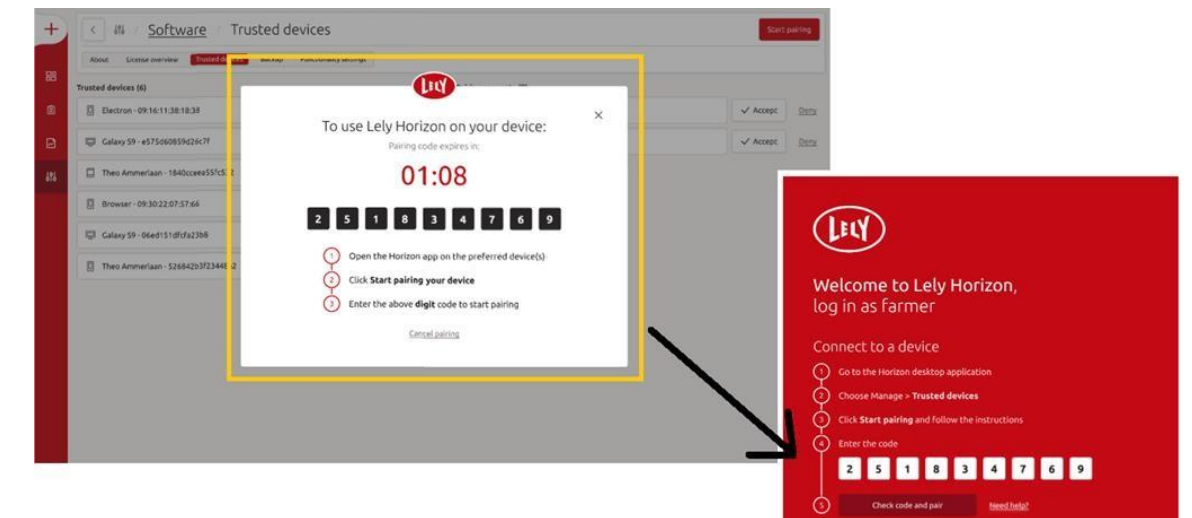 Software / Trusted devices
Start pairing
About License overview Trusted devices Backup Functionality settings
Trusted devices (6)
Electron - 09:16:11:38:18:38
Accept Deny
Galaxy S9 - e575d60859d26c7f
Accept Deny
Theo Ammerlaan -
Browser - 09:30:22:07:57:66
Galaxy S9 - 06ed151dfcfa23b8
Theo Ammerlaan -
LELY
To use Lely Horizon on your device:
Pairing code expires in:
01:08
2 5 1 8 3 4 7 6 9
1 Open the Horizon app on the preferred device(s)
2 Click Start pairing your device
3 Enter the above digit code to start pairing
Cancel pairing
LELY
Welcome to Lely Horizon,
log in as farmer
Connect to a device
1 Go to the Horizon desktop application
2 Choose Manage > Trusted devices
3 Click Start pairing and follow the instructions
4 Enter the code
2 5 1 8 3 4 7 6 9
5 Check code and pair Need help?